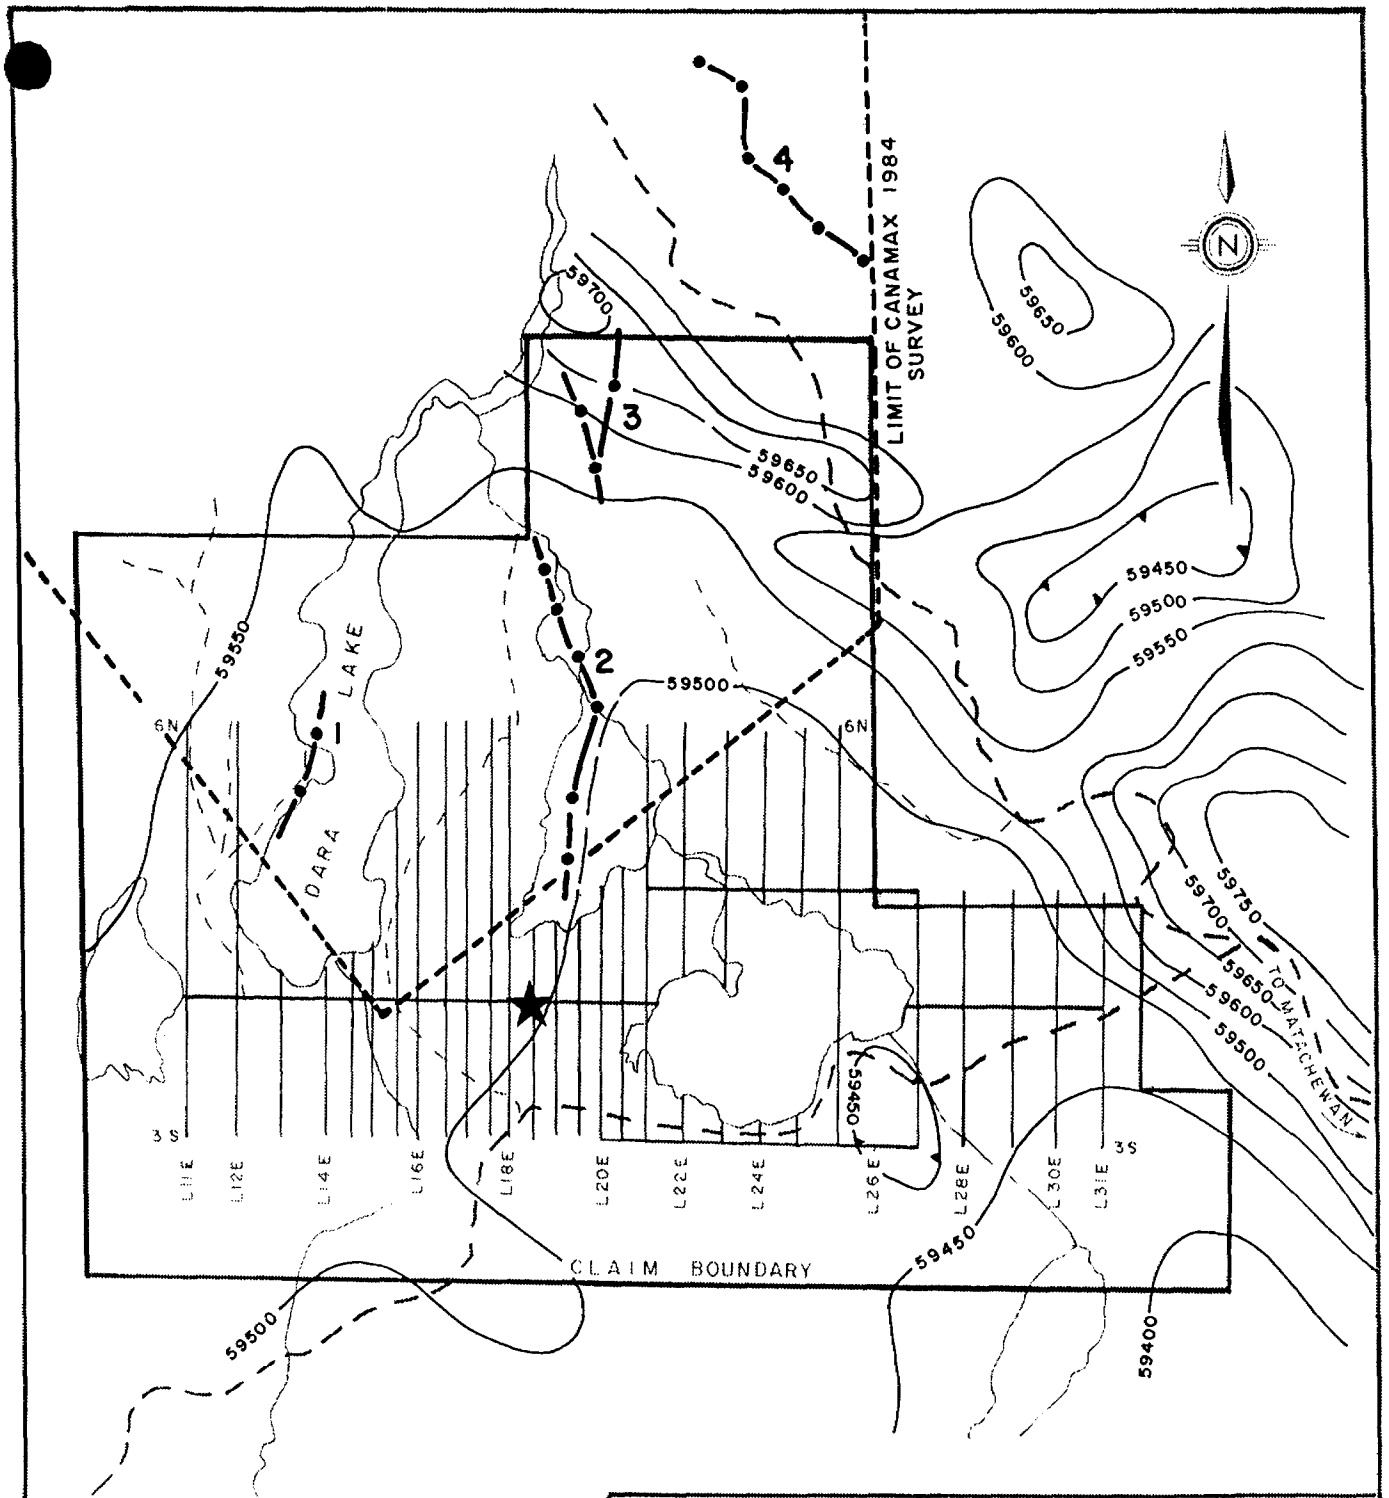 4
LIMIT OF CANAMAX 1984
SURVEY
N
59700
59650
59600
3
59650
59600
59450
59500
59550
59550
LAKE
2
59500
6N
1
6N
DARA
59750
59700
59650
59600
59500
TO MATACHEWAN
59450
3S
3S
L11E
L12E
L14E
L16E
L18E
L20E
L22E
L24E
L26E
L28E
L30E
L31E
59450
CLAIM BOUNDARY
59500
59400